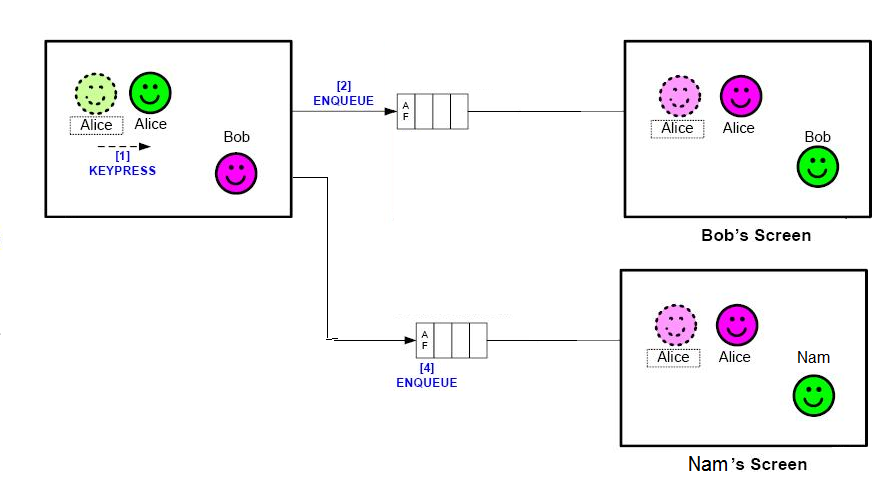 Alice
Alice
[1]
KEYPRESS
Bob
[2]
ENQUEUE
A
F
Alice
Alice
Bob
Bob's Screen
A
F
[4]
ENQUEUE
Alice
Alice
Nam
Nam's Screen